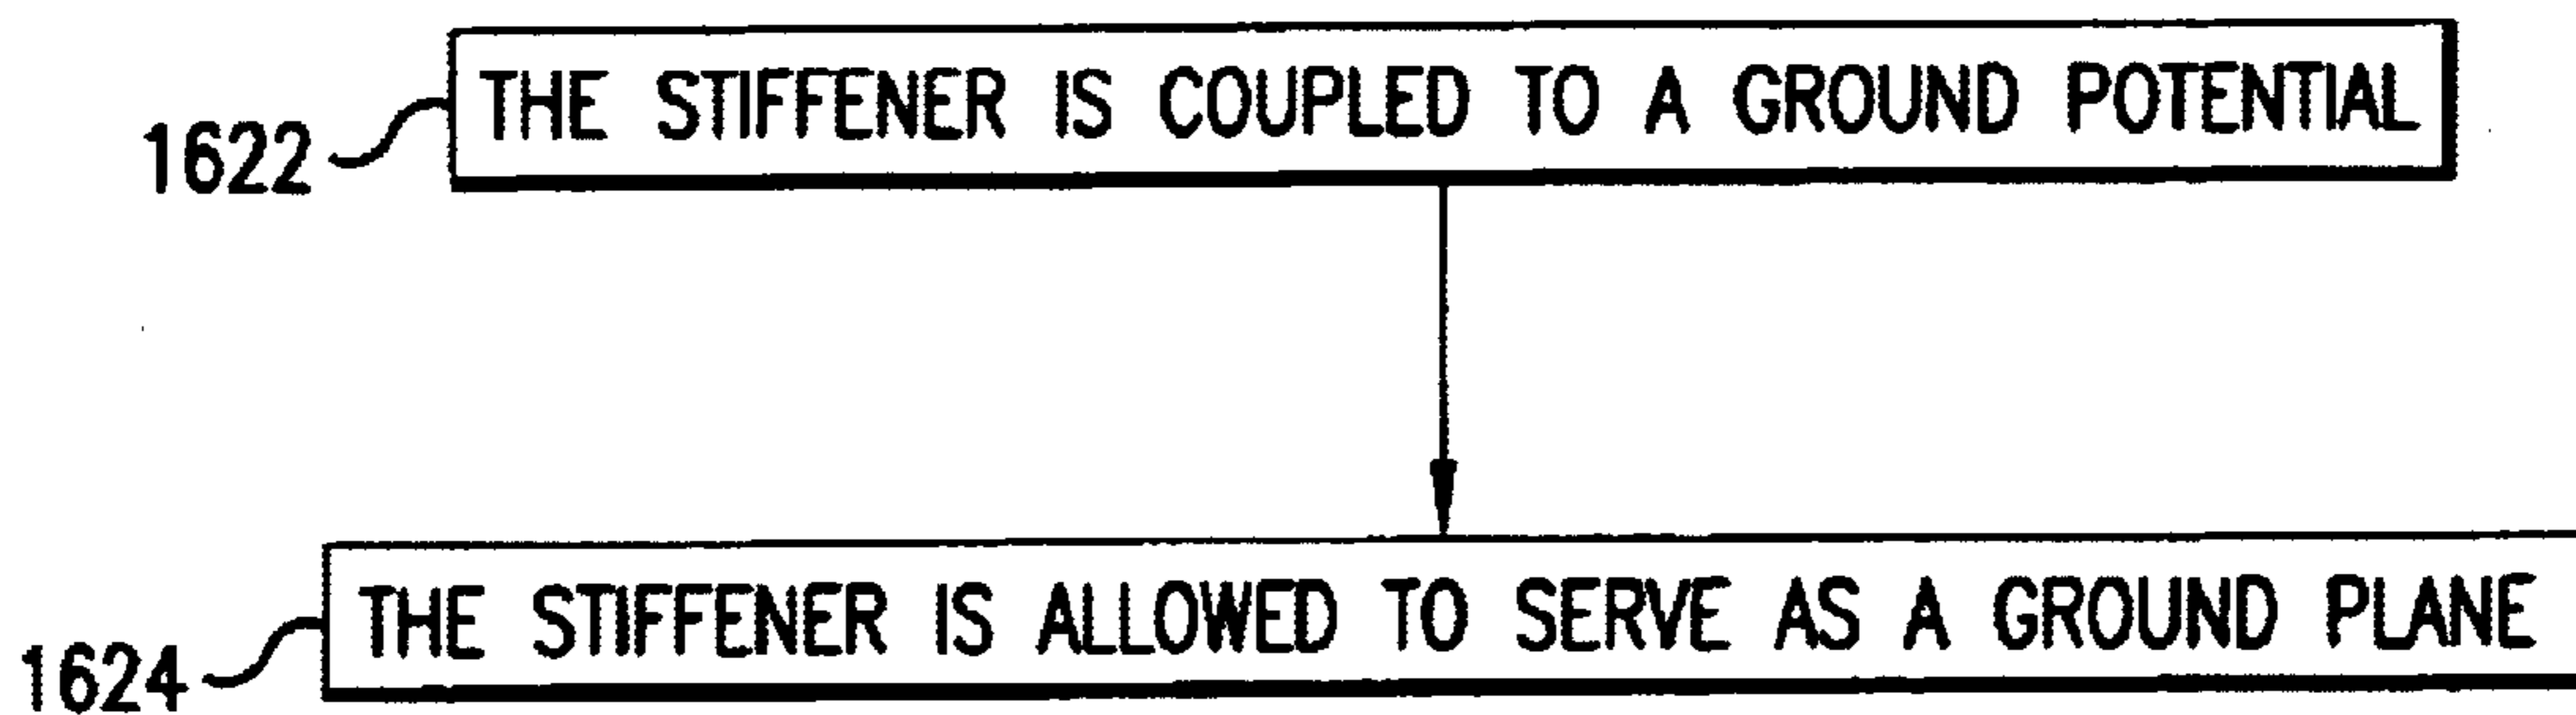 1622 THE STIFFENER IS COUPLED TO A GROUND POTENTIAL
1624 THE STIFFENER IS ALLOWED TO SERVE AS A GROUND PLANE